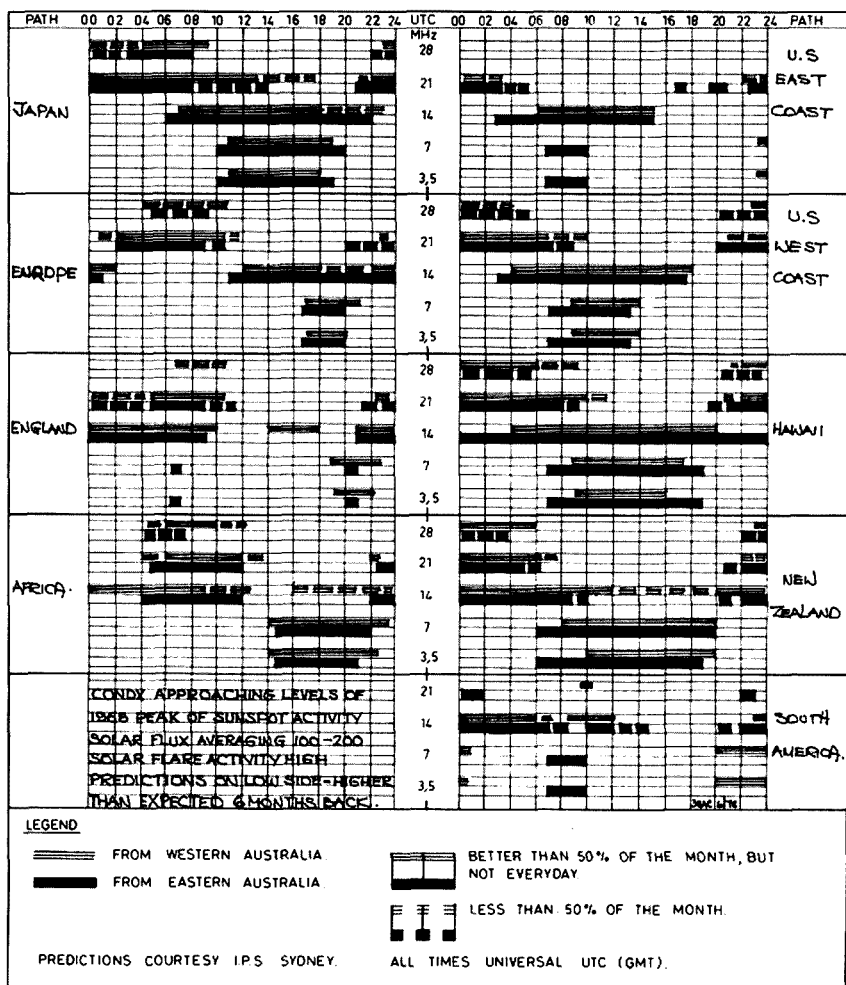 PATH 00 02 04 06 08 10 12 14 16 18 20 22 24 UTC 00 02 04 06 08 10 12 14 16 18 20 22 24 PATH
MHz
JAPAN
28
21
14
7
3,5
U.S
EAST
COAST
EUROPE
28
21
14
7
3,5
U.S
WEST
COAST
ENGLAND
28
21
14
7
3,5
HAWAII
AFRICA.
28
21
14
7
3,5
NEW
ZEALAND
CONDX APPROACHING LEVELS OF
1968 PEAK OF SUNSPOT ACTIVITY
SOLAR FLUX AVERAGING 100-200
SOLAR FLARE ACTIVITY HIGH
PREDICTIONS ON LOW SIDE-HIGHER
THAN EXPECTED 6 MONTHS BACK.
21
14
7
3,5
SOUTH
AMERICA.
LEGEND
FROM WESTERN AUSTRALIA.
FROM EASTERN AUSTRALIA.
BETTER THAN 50% OF THE MONTH, BUT
NOT EVERYDAY.
LESS THAN 50% OF THE MONTH.
PREDICTIONS COURTESY I.P.S SYDNEY.
ALL TIMES UNIVERSAL UTC (GMT).